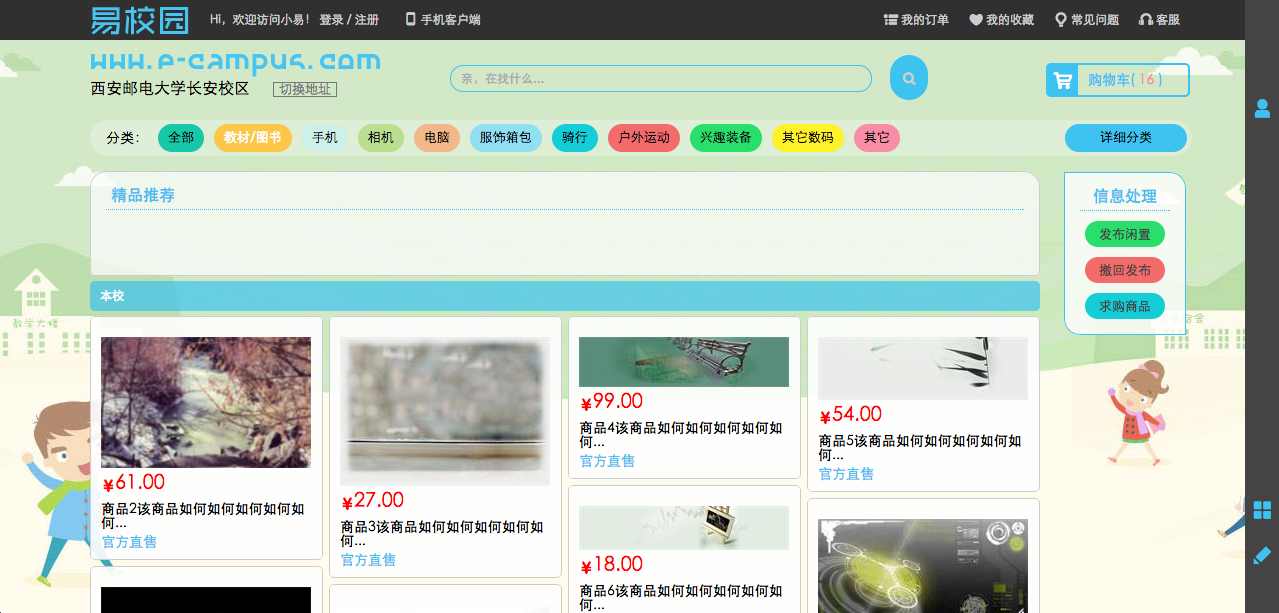 易校园
Hi，欢迎访问小易！ 登录 / 注册
手机客户端
我的订单
我的收藏
常见问题
客服
www.e-campus.com
西安邮电大学长安校区
切换地址
亲，在找什么...
购物车( 16 )
分类：
全部
教材/图书
手机
相机
电脑
服饰箱包
骑行
户外运动
兴趣装备
其它数码
其它
详细分类
精品推荐
信息处理
发布闲置
撤回发布
求购商品
教学大楼
本校
¥61.00
商品2该商品如何如何如何如何如
何...
官方直售
¥27.00
商品3该商品如何如何如何如何如
何...
官方直售
¥99.00
商品4该商品如何如何如何如何如
何...
官方直售
¥54.00
商品5该商品如何如何如何如何如
何...
官方直售
¥18.00
商品6该商品如何如何如何如何如
何...